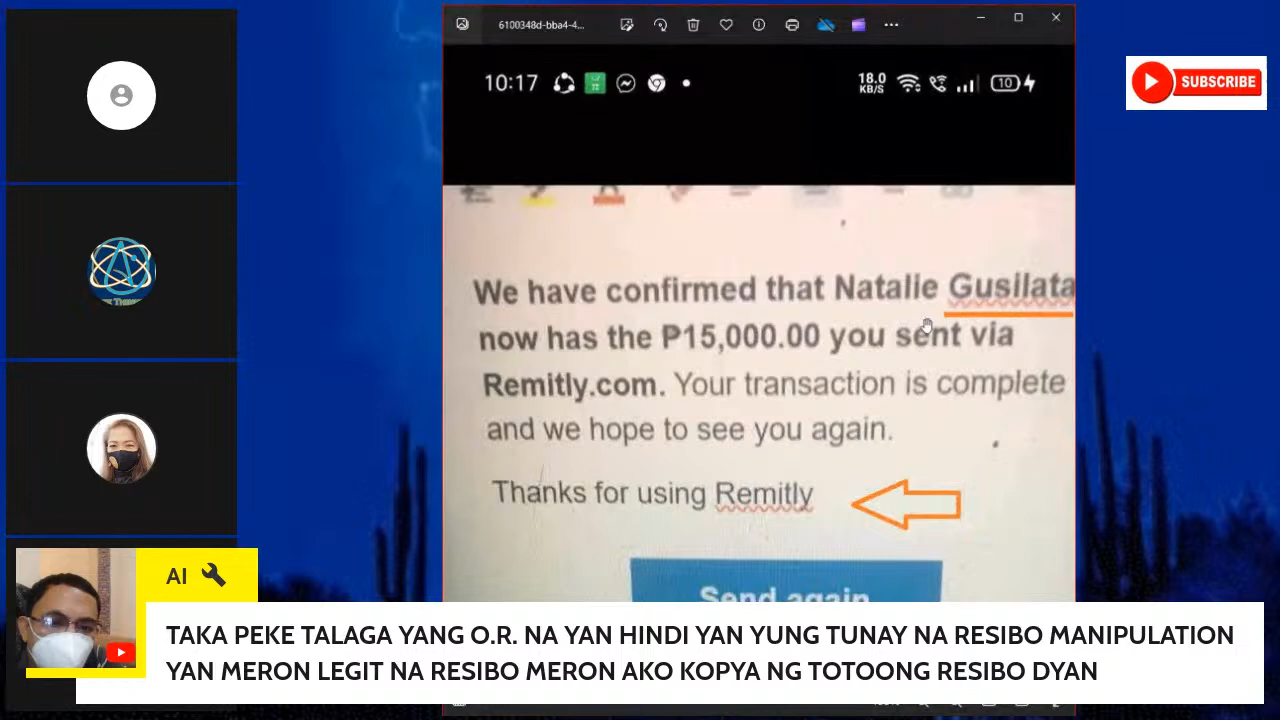 6100348d-bba4-4...
10:17
18.0
KB/S
10
SUBSCRIBE
We have confirmed that Natalie Gusilata
now has the P15,000.00 you sent via
Remitly.com. Your transaction is complete
and we hope to see you again.
Thanks for using Remitly
Send again
AI
TAKA PEKE TALAGA YANG O.R. NA YAN HINDI YAN YUNG TUNAY NA RESIBO MANIPULATION
YAN MERON LEGIT NA RESIBO MERON AKO KOPYA NG TOTOONG RESIBO DYAN